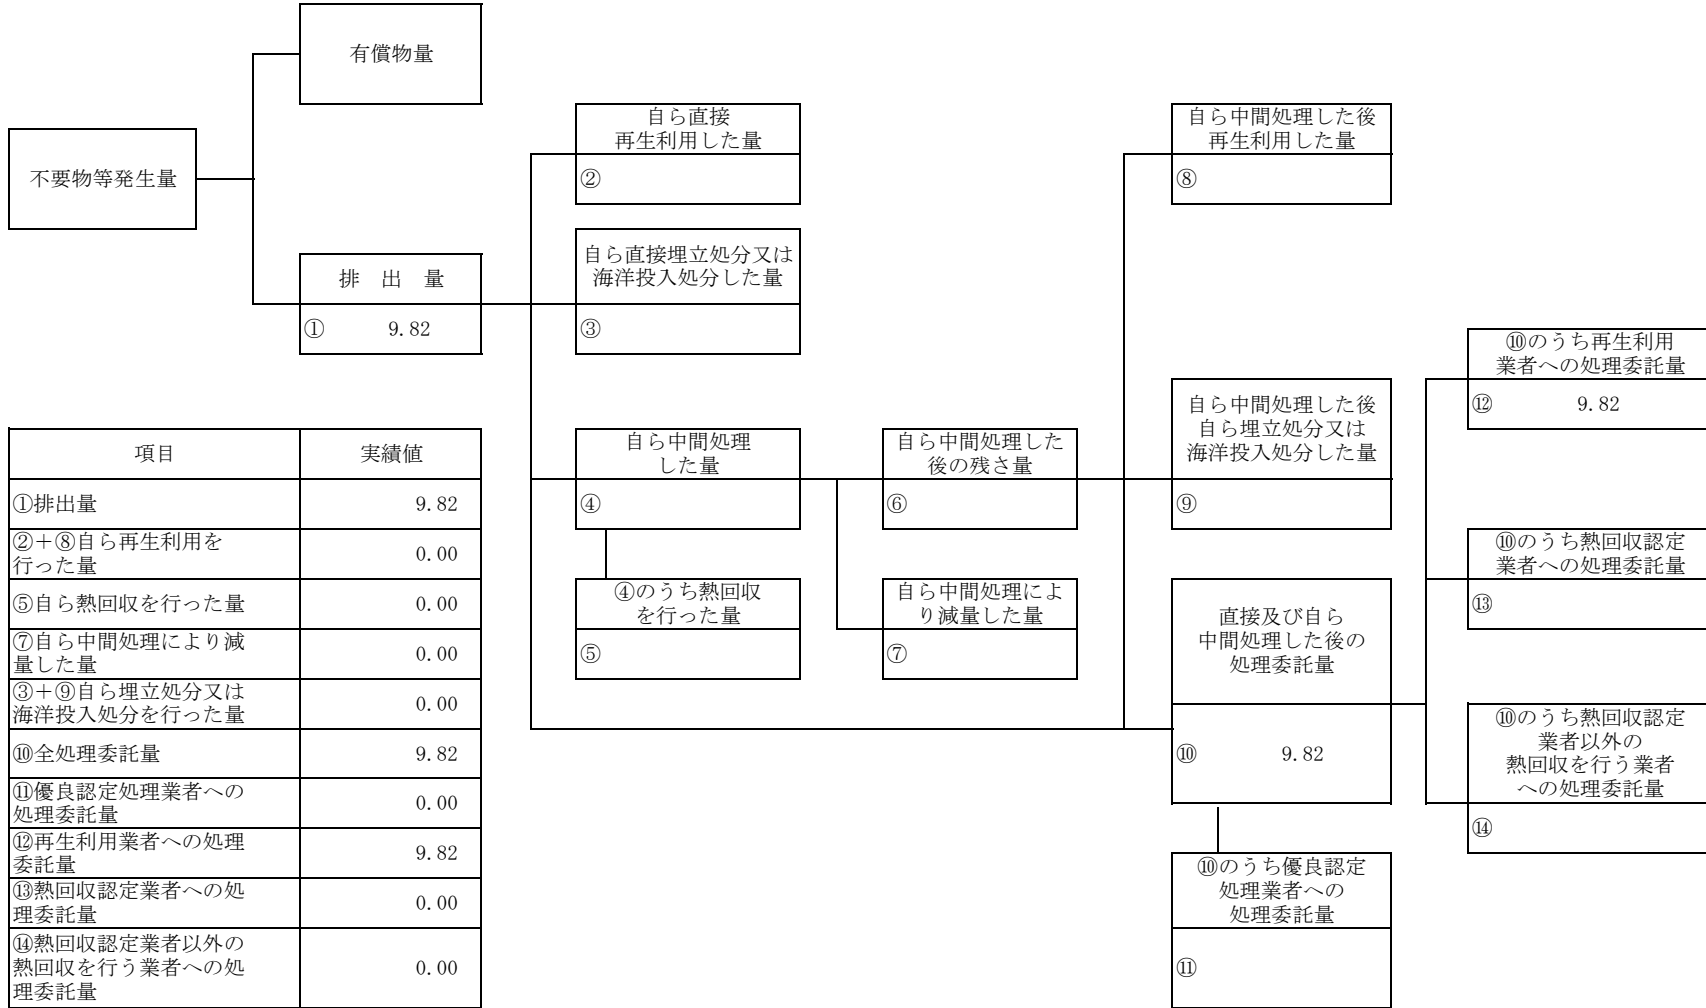 有償物量
不要物等発生量
排 出 量
① 9.82
自ら直接
再生利用した量
②
自ら直接埋立処分又は
海洋投入処分した量
③
自ら中間処理
した量
④
④のうち熱回収
を行った量
⑤
自ら中間処理した
後の残さ量
⑥
自ら中間処理によ
り減量した量
⑦
自ら中間処理した後
再生利用した量
⑧
自ら中間処理した後
自ら埋立処分又は
海洋投入処分した量
⑨
直接及び自ら
中間処理した後の
処理委託量
⑩ 9.82
⑩のうち優良認定
処理業者への
処理委託量
⑪
⑩のうち再生利用
業者への処理委託量
⑫ 9.82
⑩のうち熱回収認定
業者への処理委託量
⑬
⑩のうち熱回収認定
業者以外の
熱回収を行う業者
への処理委託量
⑭
項目 実績値
①排出量 9.82
②+⑧自ら再生利用を
行った量 0.00
⑤自ら熱回収を行った量 0.00
⑦自ら中間処理により減
量した量 0.00
③+⑨自ら埋立処分又は
海洋投入処分を行った量 0.00
⑩全処理委託量 9.82
⑪優良認定処理業者への
処理委託量 0.00
⑫再生利用業者への処理
委託量 9.82
⑬熱回収認定業者への処
理委託量 0.00
⑭熱回収認定業者以外の
熱回収を行う業者への処
理委託量 0.00